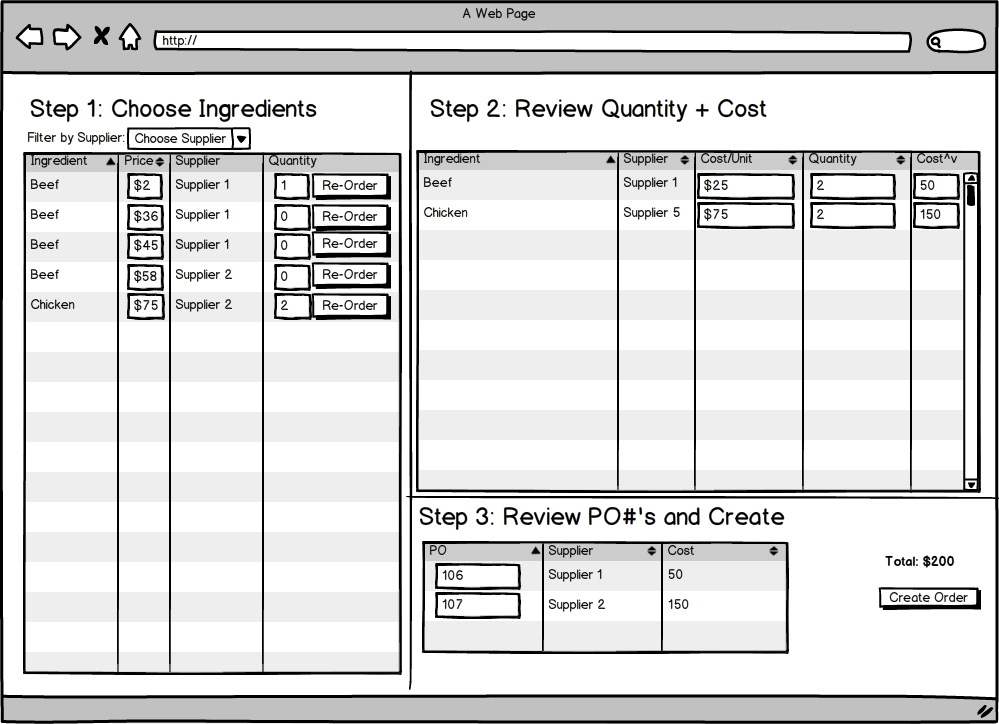 A Web Page
http://
Step 1: Choose Ingredients
Filter by Supplier: Choose Supplier
Ingredient Price Supplier Quantity
Beef $2 Supplier 1 1 Re-Order
Beef $36 Supplier 1 0 Re-Order
Beef $45 Supplier 1 0 Re-Order
Beef $58 Supplier 2 0 Re-Order
Chicken $75 Supplier 2 2 Re-Order
Step 2: Review Quantity + Cost
Ingredient Supplier Cost/Unit Quantity Cost^v
Beef Supplier 1 $25 2 50
Chicken Supplier 5 $75 2 150
Step 3: Review PO#'s and Create
PO Supplier Cost
106 Supplier 1 50
107 Supplier 2 150
Total: $200
Create Order